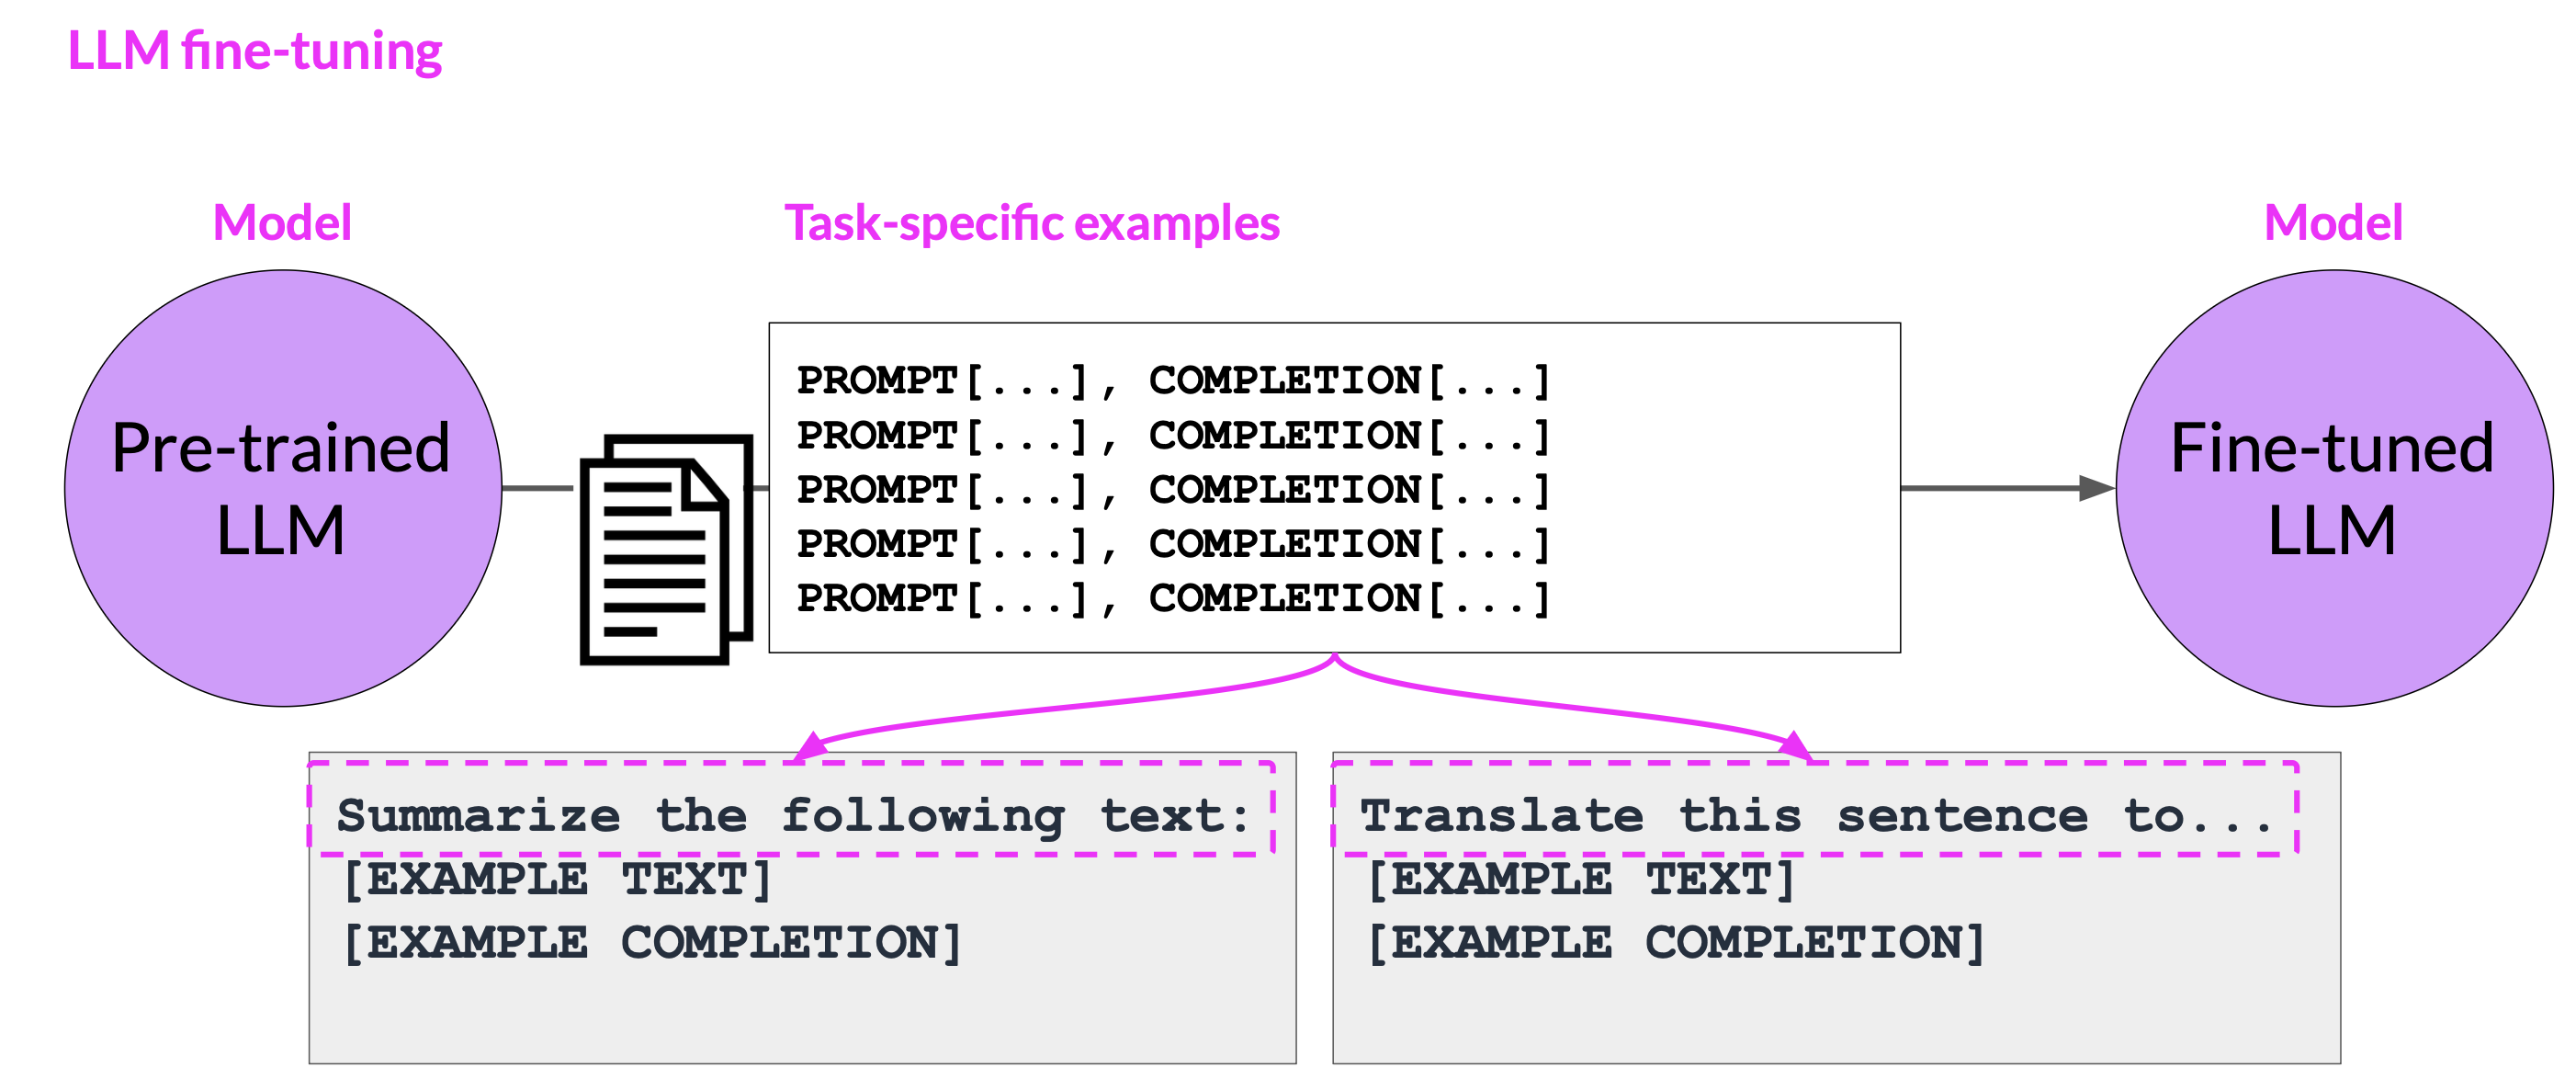 LLM fine-tuning
Model
Task-specific examples
Model
Pre-trained
LLM
PROMPT[...], COMPLETION[...]
PROMPT[...], COMPLETION[...]
PROMPT[...], COMPLETION[...]
PROMPT[...], COMPLETION[...]
PROMPT[...], COMPLETION[...]
Fine-tuned
LLM
Summarize the following text:
[EXAMPLE TEXT]
[EXAMPLE COMPLETION]
Translate this sentence to...
[EXAMPLE TEXT]
[EXAMPLE COMPLETION]